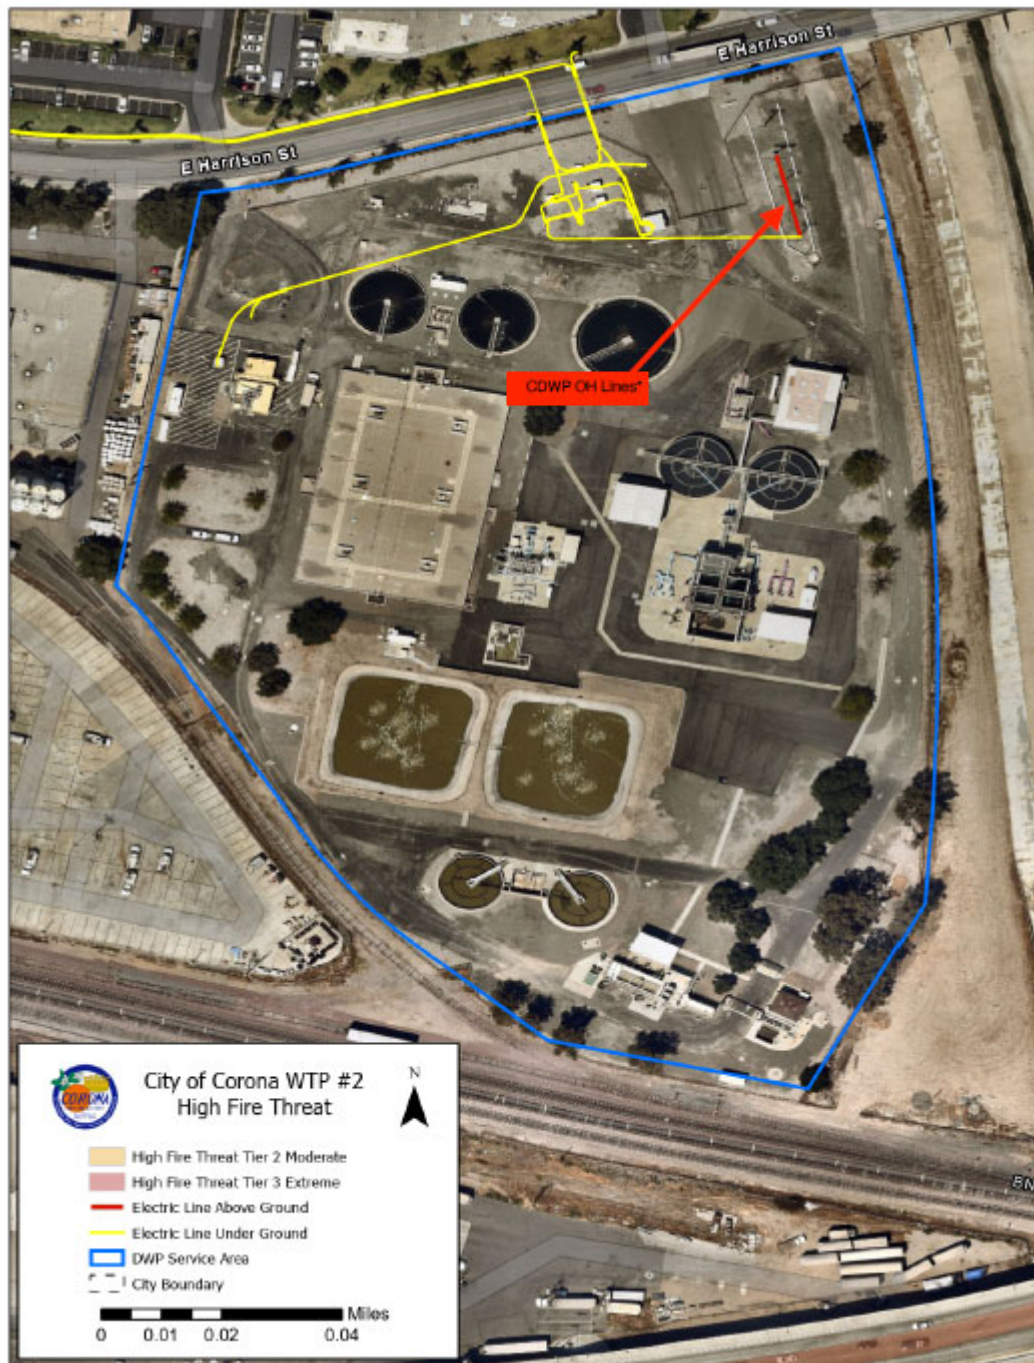 E Harrison St
E Harrison St
CDWP OH Lines*
CORONA
City of Corona WTP #2
High Fire Threat
N
High Fire Threat Tier 2 Moderate
High Fire Threat Tier 3 Extreme
Electric Line Above Ground
Electric Line Under Ground
DWP Service Area
City Boundary
Miles
0 0.01 0.02 0.04
BN